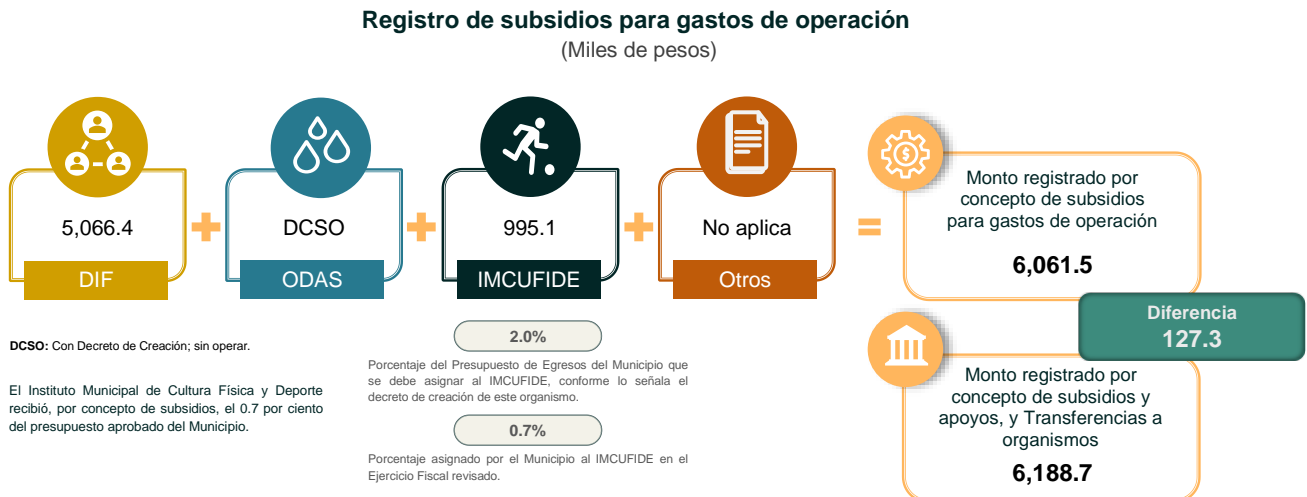 Registro de subsidios para gastos de operación
(Miles de pesos)
5,066.4
DIF
DCSO
ODAS
995.1
IMCUFIDE
No aplica
Otros
Monto registrado por
concepto de subsidios
para gastos de operación
6,061.5
Diferencia
127.3
Monto registrado por
concepto de subsidios y
apoyos, y Transferencias a
organismos
6,188.7
DCSO: Con Decreto de Creación; sin operar.
El Instituto Municipal de Cultura Física y Deporte
recibió, por concepto de subsidios, el 0.7 por ciento
del presupuesto aprobado del Municipio.
2.0%
Porcentaje del Presupuesto de Egresos del Municipio que
se debe asignar al IMCUFIDE, conforme lo señala el
decreto de creación de este organismo.
0.7%
Porcentaje asignado por el Municipio al IMCUFIDE en el
Ejercicio Fiscal revisado.